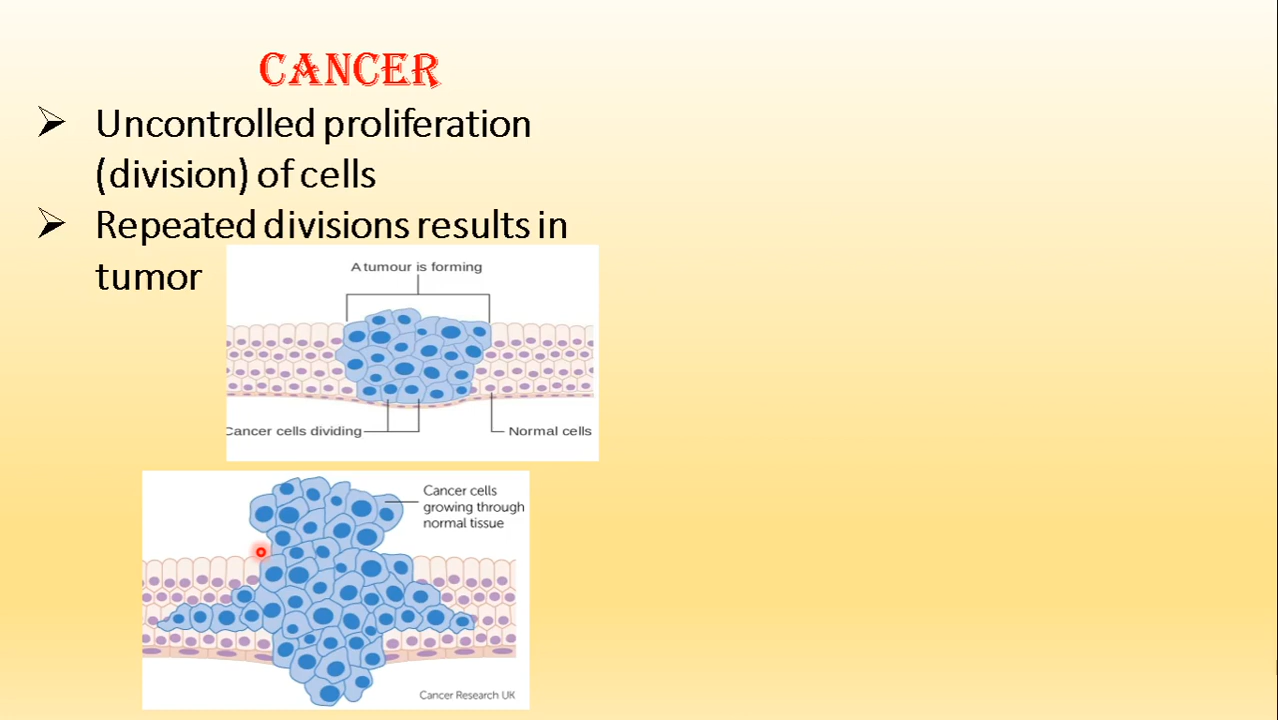 CANCER
➢ Uncontrolled proliferation
(division) of cells
➢ Repeated divisions results in
tumor
A tumour is forming
Cancer cells dividing
Normal cells
Cancer cells
growing through
normal tissue
Cancer Research UK